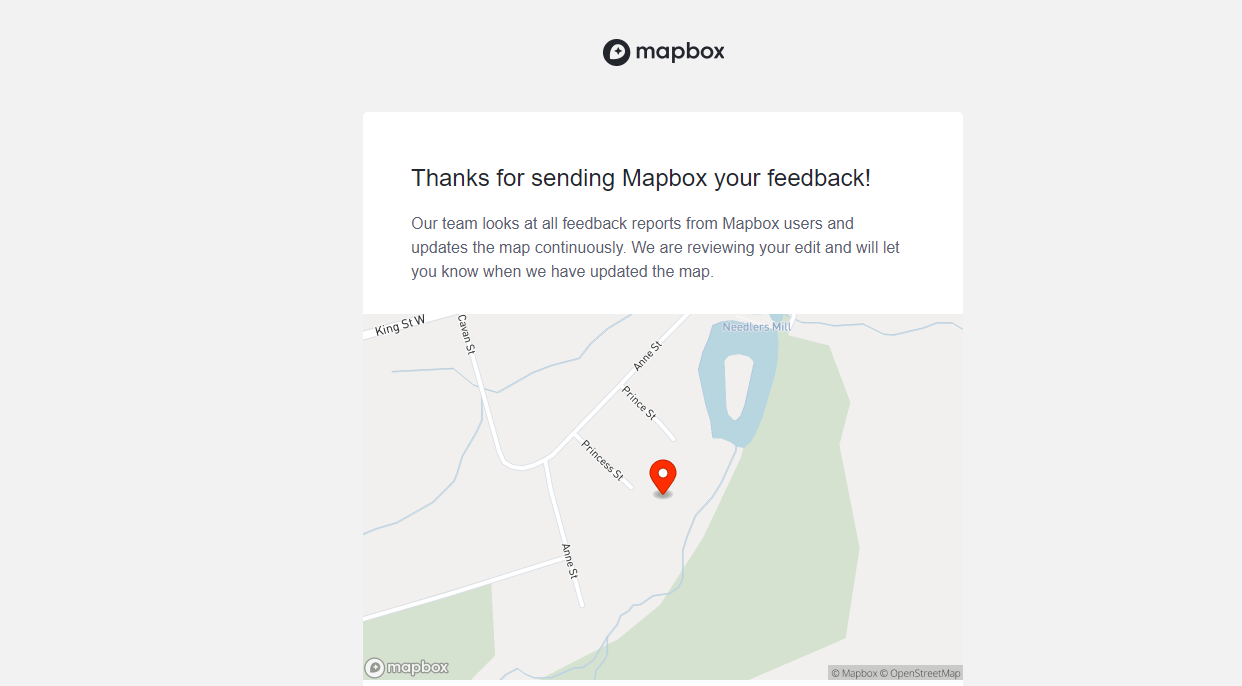 mapbox
Thanks for sending Mapbox your feedback!
Our team looks at all feedback reports from Mapbox users and
updates the map continuously. We are reviewing your edit and will let
you know when we have updated the map.
King St W
Cavan St
Needlers Mill
Anne St
Prince St
Princess St
Anne St
mapbox
© Mapbox © OpenStreetMap